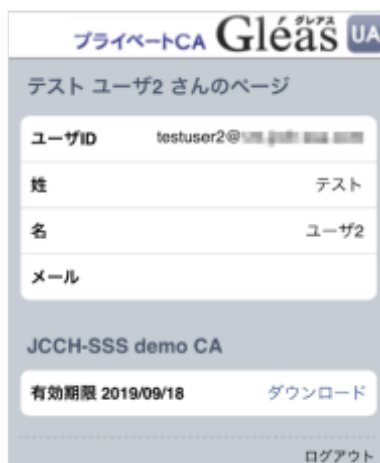 プライベートCA Gléas グレアス UA
テスト ユーザ2 さんのページ
ユーザID testuser2@
姓 テスト
名 ユーザ2
メール
JCCH-SSS demo CA
有効期限 2019/09/18 ダウンロード
ログアウト